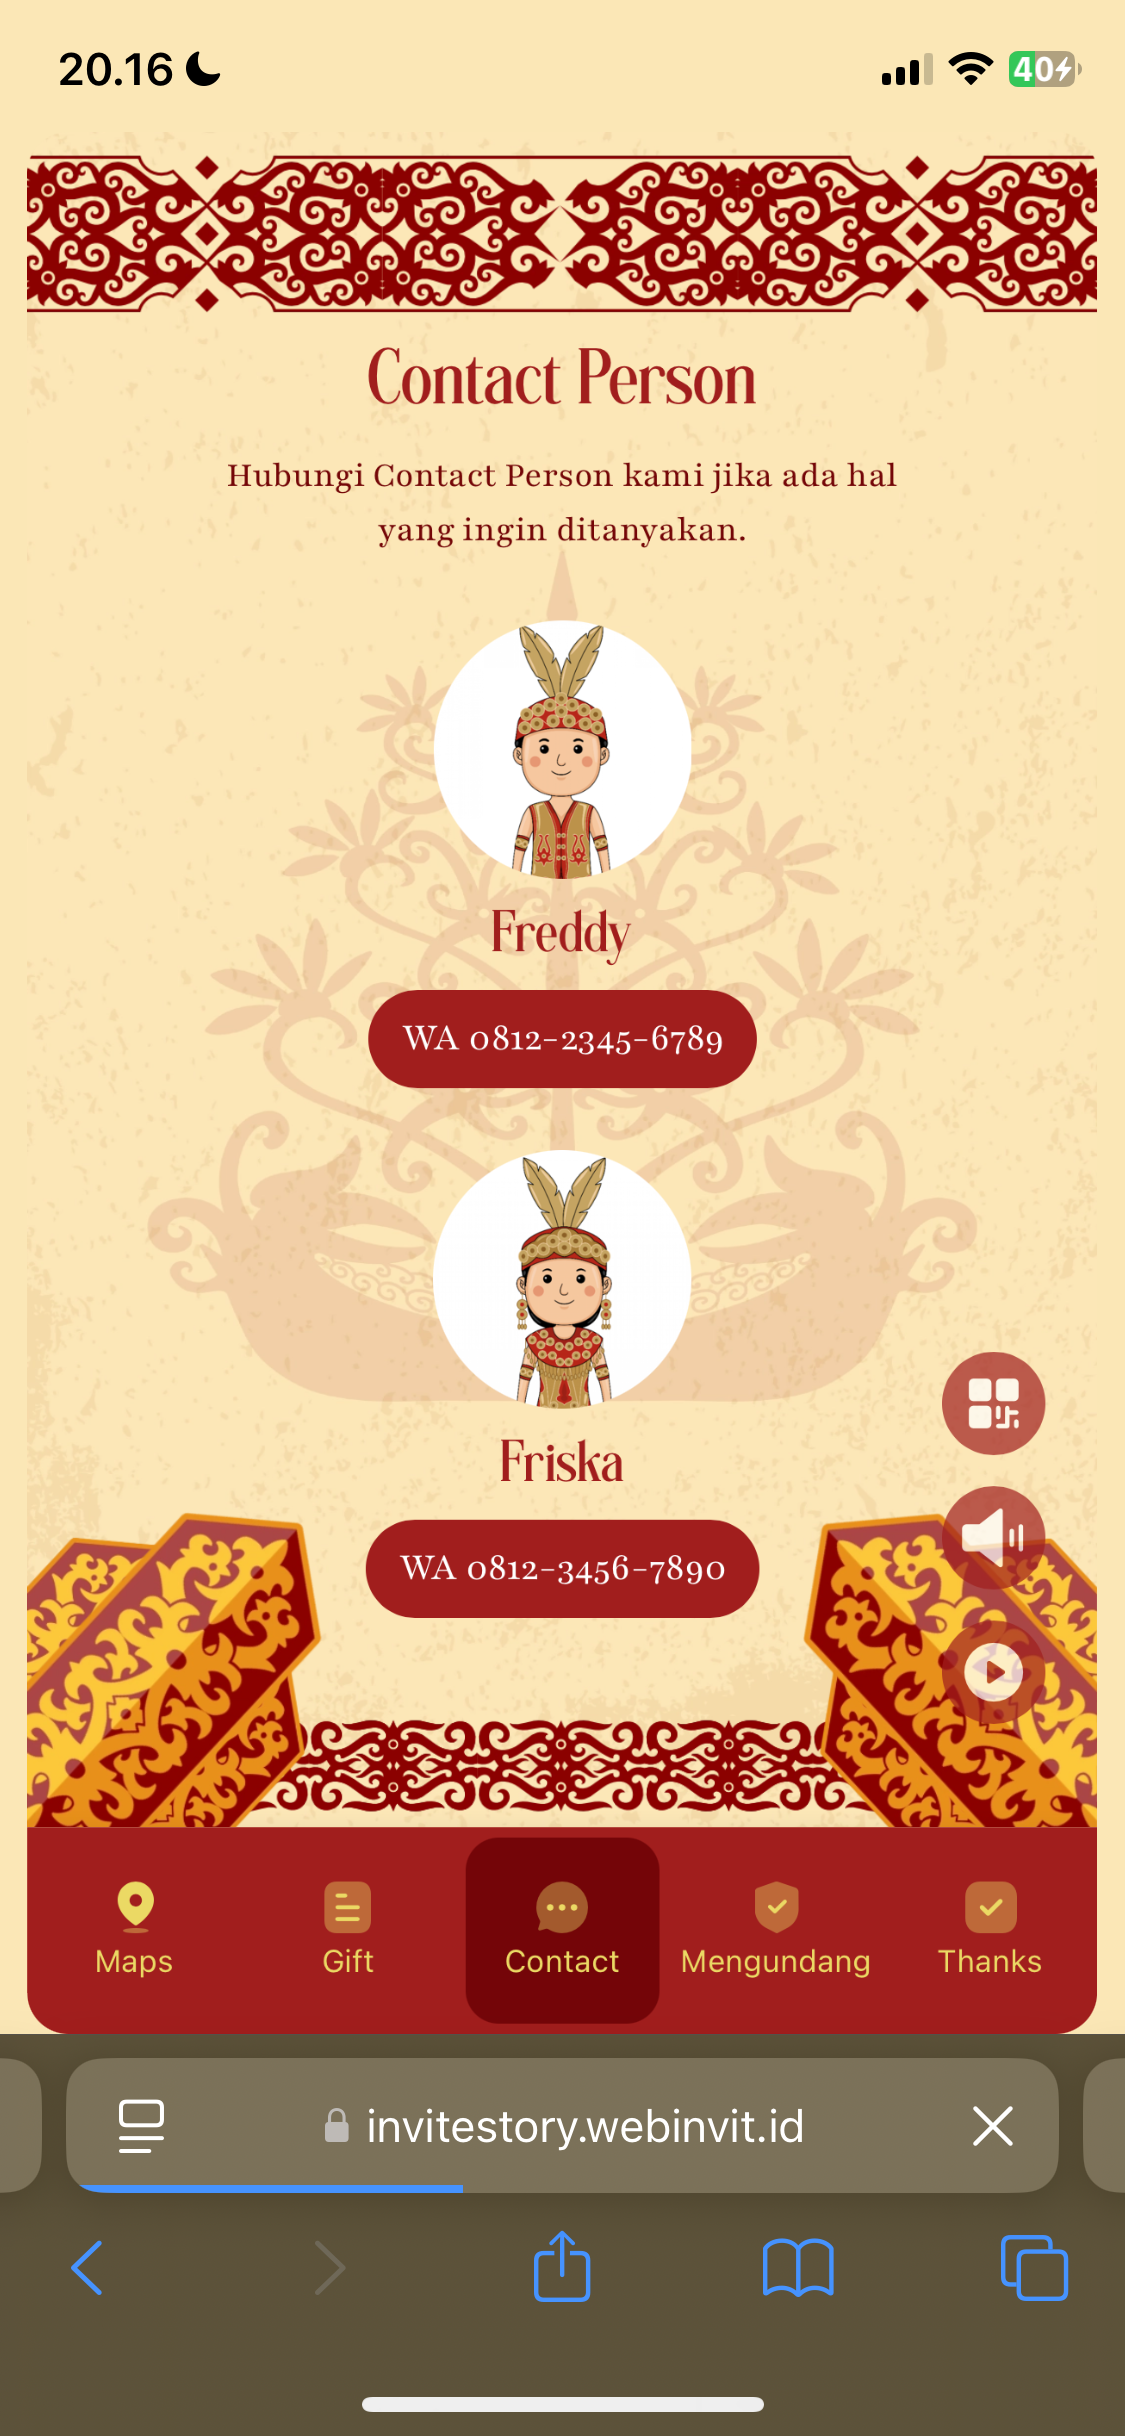 20.16
40
Contact Person
Hubungi Contact Person kami jika ada hal
yang ingin ditanyakan.
Freddy
WA 0812-2345-6789
Friska
WA 0812-3456-7890
Maps
Gift
Contact
Mengundang
Thanks
invitestory.webinvit.id